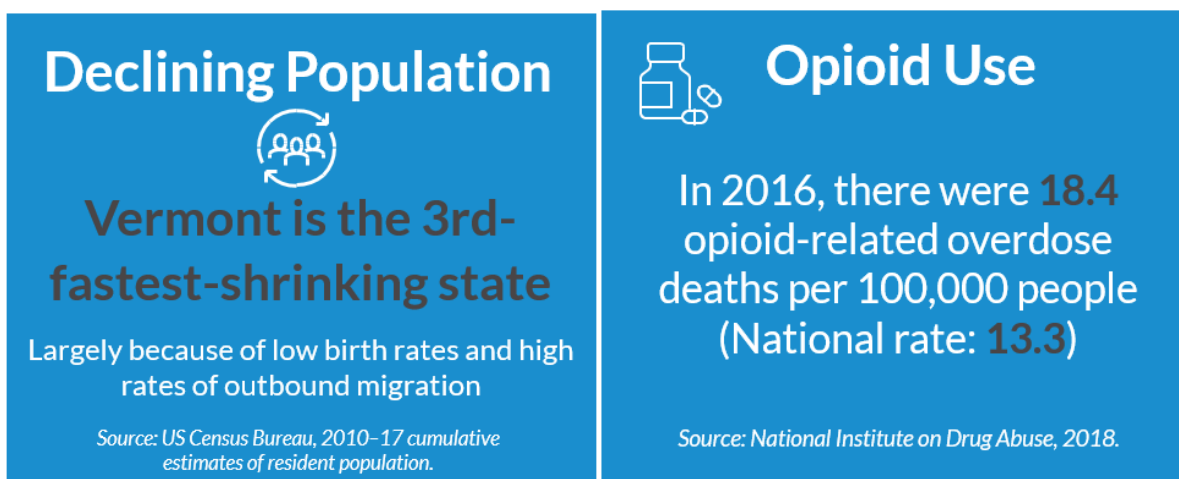 Declining Population
Vermont is the 3rd-
fastest-shrinking state
Largely because of low birth rates and high
rates of outbound migration
Source: US Census Bureau, 2010–17 cumulative
estimates of resident population.
Opioid Use
In 2016, there were 18.4
opioid-related overdose
deaths per 100,000 people
(National rate: 13.3)
Source: National Institute on Drug Abuse, 2018.